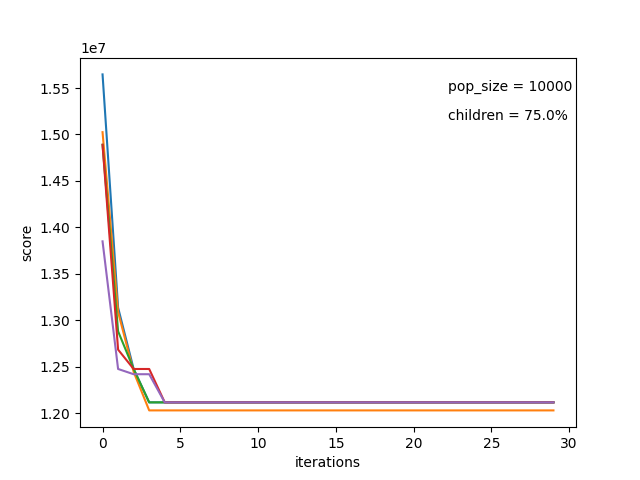 1e7
pop_size = 10000
children = 75.0%
1.55
1.50
1.45
1.40
1.35
1.30
1.25
1.20
score
0 5 10 15 20 25 30
iterations